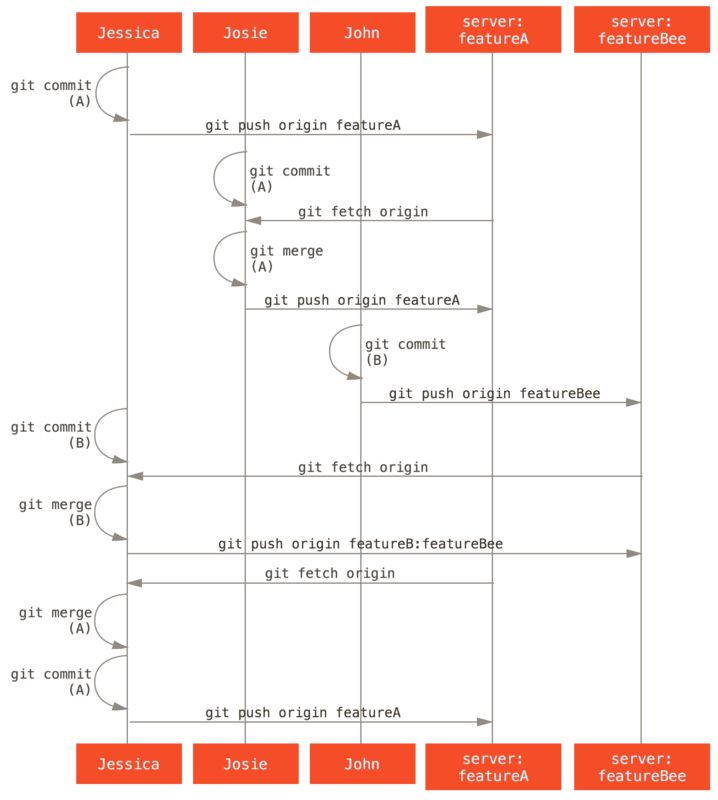 Jessica
Josie
John
server:
featureA
server:
featureBee
git commit
(A)
git push origin featureA
git commit
(A)
git fetch origin
git merge
(A)
git push origin featureA
git commit
(B)
git push origin featureBee
git commit
(B)
git fetch origin
git merge
(B)
git push origin featureB:featureBee
git fetch origin
git merge
(A)
git commit
(A)
git push origin featureA
Jessica
Josie
John
server:
featureA
server:
featureBee